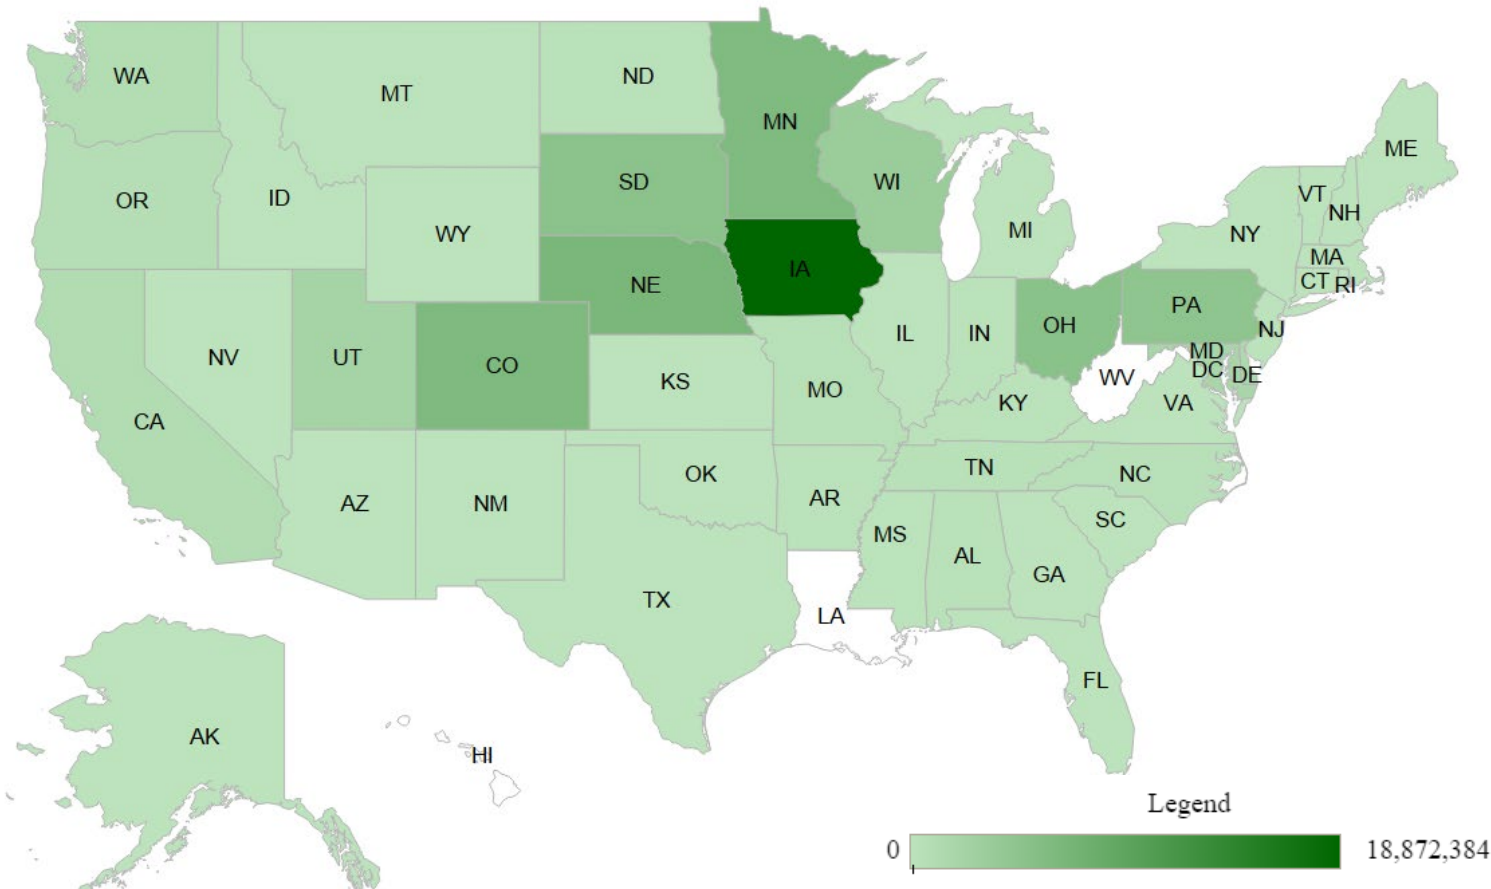 WA
MT
ND
MN
ME
SD
WI
OR
ID
VT
NH
WY
MI
NY
MA
IA
CT RI
NE
PA
OH
NJ
IL
IN
NV
UT
CO
MD
DC DE
WV
KS
MO
KY
VA
CA
TN
NC
OK
AZ
NM
AR
SC
MS
AL
GA
TX
LA
FL
AK
HI
Legend
0
18,872,384